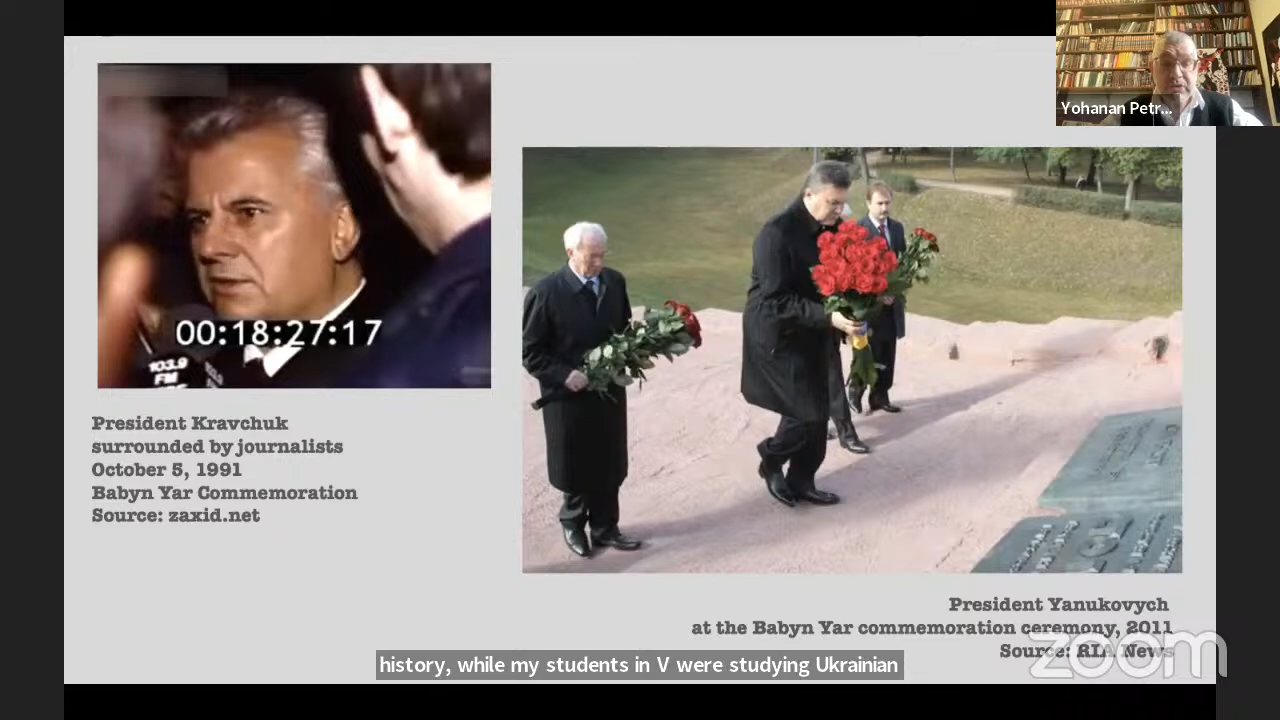 Yohanan Petr...
00:18:27:17
103.9
FM
President Kravchuk
surrounded by journalists
October 5, 1991
Babyn Yar Commemoration
Source: zaxid.net
President Yanukovych
at the Babyn Yar commemoration ceremony, 2011
Source: RIA News
zoom
history, while my students in V were studying Ukrainian